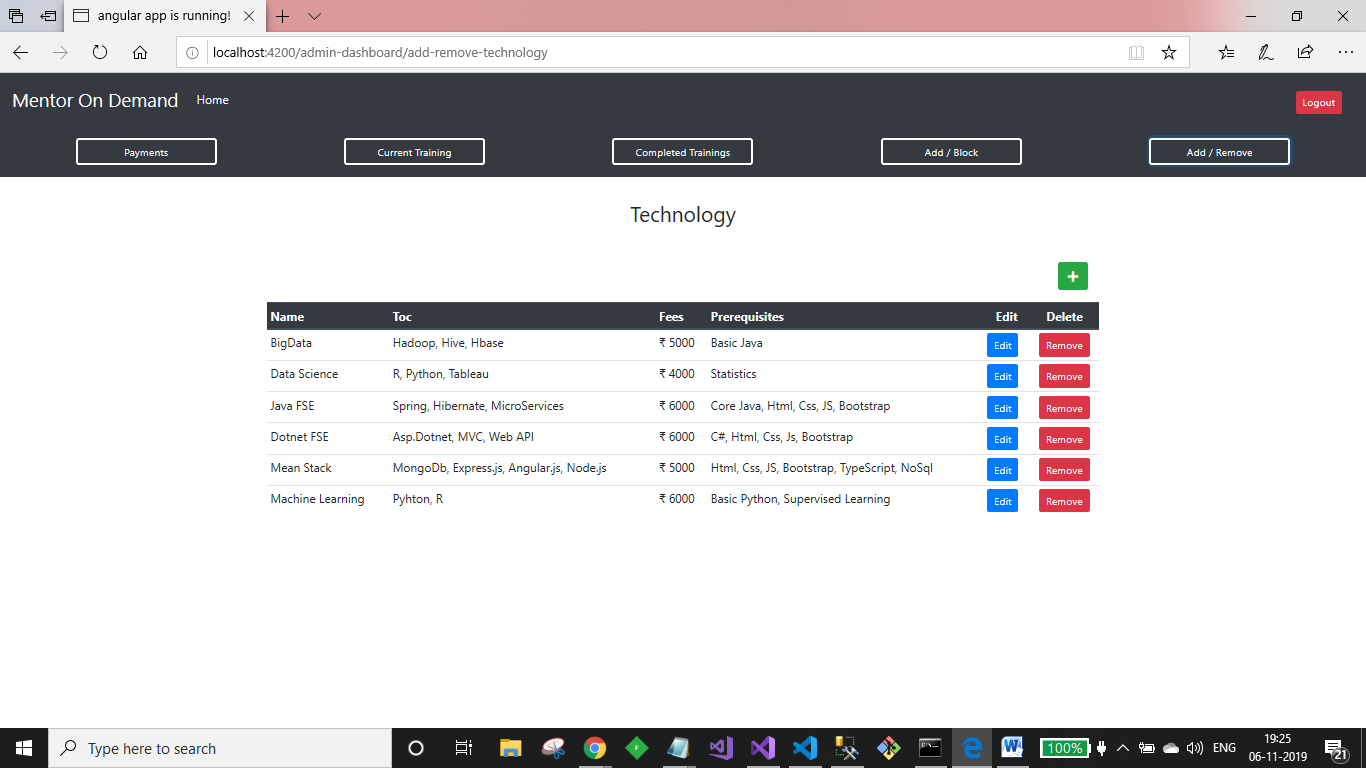 angular app is running!
localhost:4200/admin-dashboard/add-remove-technology
Mentor On Demand Home Logout
Payments Current Training Completed Trainings Add / Block Add / Remove
Technology
+
Name Toc Fees Prerequisites Edit Delete
BigData Hadoop, Hive, Hbase ₹ 5000 Basic Java Edit Remove
Data Science R, Python, Tableau ₹ 4000 Statistics Edit Remove
Java FSE Spring, Hibernate, MicroServices ₹ 6000 Core Java, Html, Css, JS, Bootstrap Edit Remove
Dotnet FSE Asp.Dotnet, MVC, Web API ₹ 6000 C#, Html, Css, Js, Bootstrap Edit Remove
Mean Stack MongoDb, Express.js, Angular.js, Node.js ₹ 5000 Html, Css, JS, Bootstrap, TypeScript, NoSql Edit Remove
Machine Learning Pyhton, R ₹ 6000 Basic Python, Supervised Learning Edit Remove
Type here to search 100% ENG 19:25
06-11-2019 21